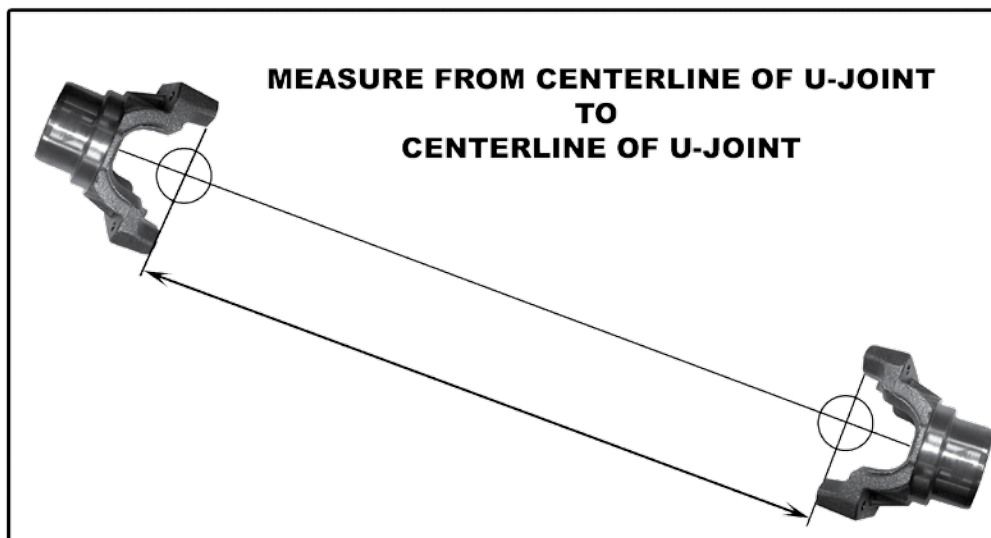 MEASURE FROM CENTERLINE OF U-JOINT
TO
CENTERLINE OF U-JOINT